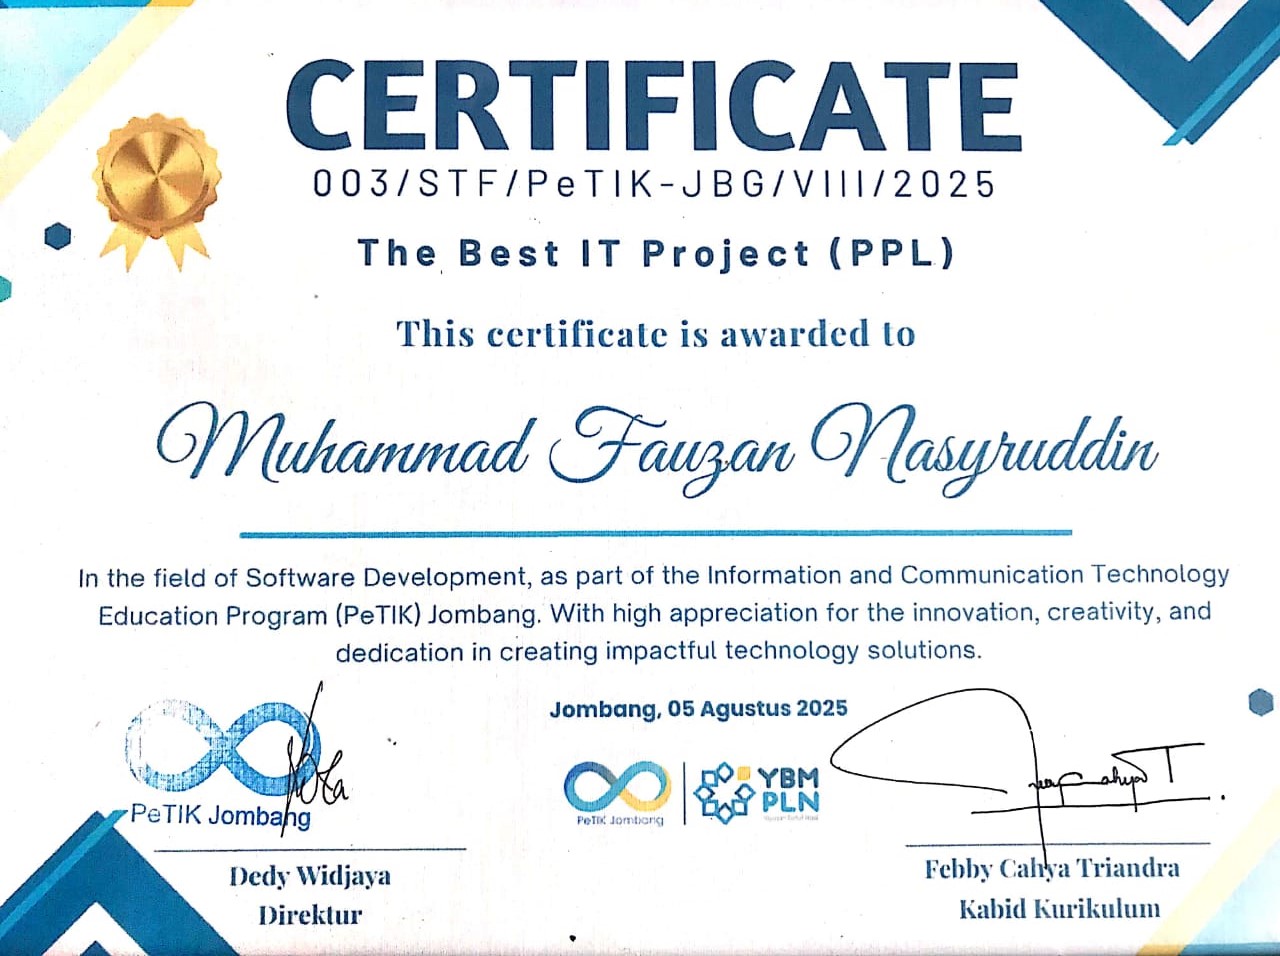 CERTIFICATE
003/STF/PeTIK-JBG/VIII/2025
The Best IT Project (PPL)
This certificate is awarded to
Muhammad Fauzan Nasyruddin
In the field of Software Development, as part of the Information and Communication Technology
Education Program (PeTIK) Jombang. With high appreciation for the innovation, creativity, and
dedication in creating impactful technology solutions.
Jombang, 05 Agustus 2025
PeTIK Jombang
PeTIK Jombang
YBM
PLN
Dedy Widjaya
Direktur
Febby Cahya Triandra
Kabid Kurikulum